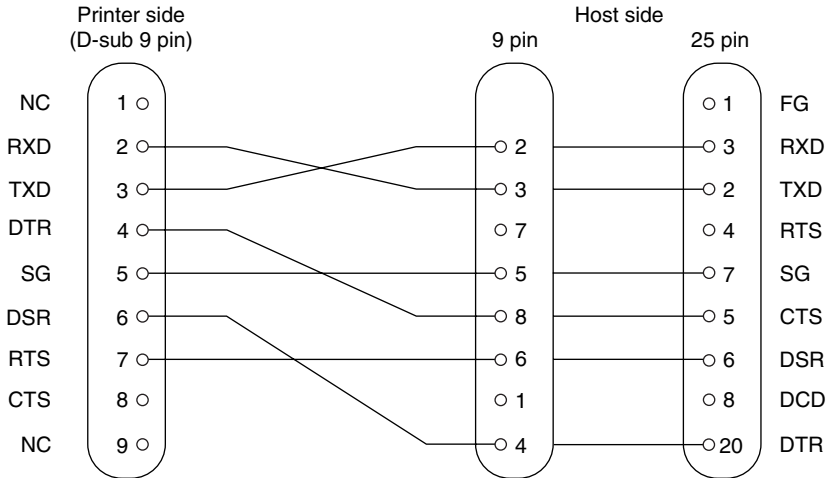 Printer side
(D-sub 9 pin)
Host side
9 pin
25 pin
NC 1 1 FG
RXD 2 2 3 RXD
TXD 3 3 2 TXD
DTR 4 7 4 RTS
SG 5 5 7 SG
DSR 6 8 5 CTS
RTS 7 6 6 DSR
CTS 8 1 8 DCD
NC 9 4 20 DTR